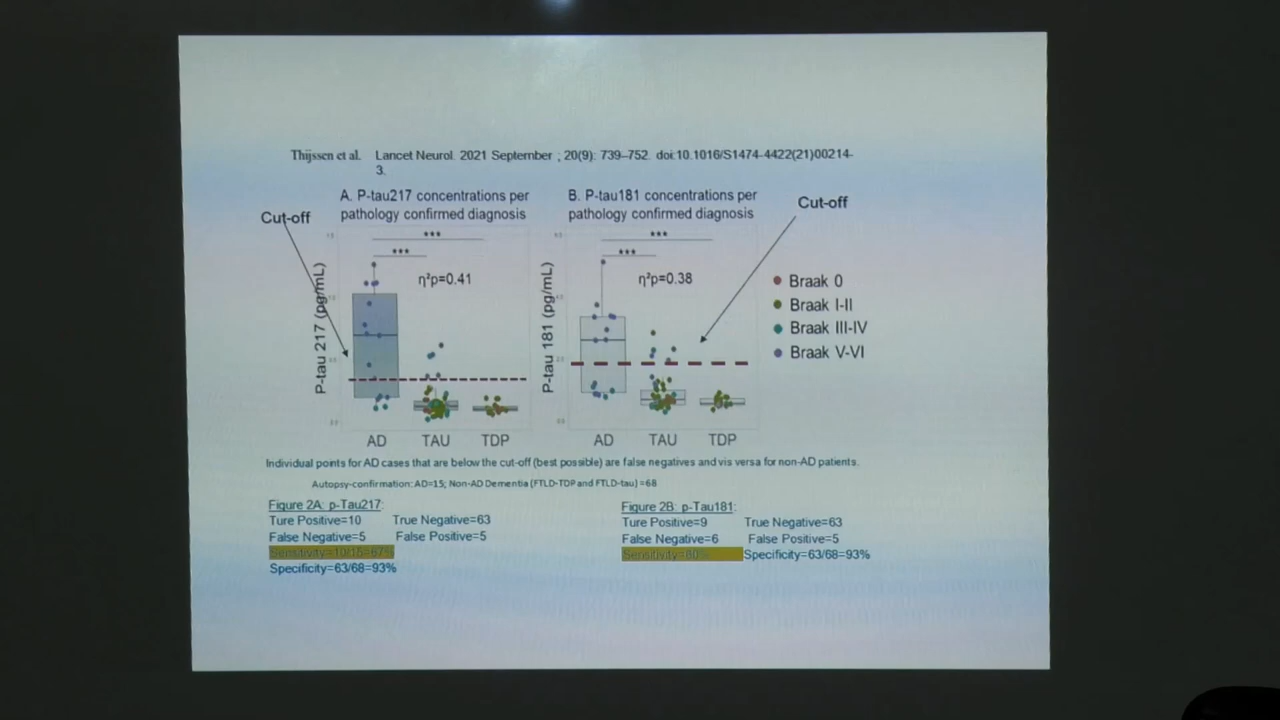 Thijssen et al. Lancet Neurol. 2021 September ; 20(9): 739–752. doi:10.1016/S1474-4422(21)00214-
3.
A. P-tau217 concentrations per
pathology confirmed diagnosis
B. P-tau181 concentrations per
pathology confirmed diagnosis
Cut-off
Cut-off
***
***
η²p=0.41
P-tau 217 (pg/mL)
AD TAU TDP
***
***
η²p=0.38
P-tau 181 (pg/mL)
AD TAU TDP
Braak 0
Braak I-II
Braak III-IV
Braak V-VI
Individual points for AD cases that are below the cut-off (best possible) are false negatives and vis versa for non-AD patients.
Autopsy-confirmation: AD=15; Non-AD Dementia (FTLD-TDP and FTLD-tau) =68
Figure 2A: p-Tau217:
Ture Positive=10 True Negative=63
False Negative=5 False Positive=5
Sensitivity=10/15=67%
Specificity=63/68=93%
Figure 2B: p-Tau181:
Ture Positive=9 True Negative=63
False Negative=6 False Positive=5
Sensitivity=60% Specificity=63/68=93%